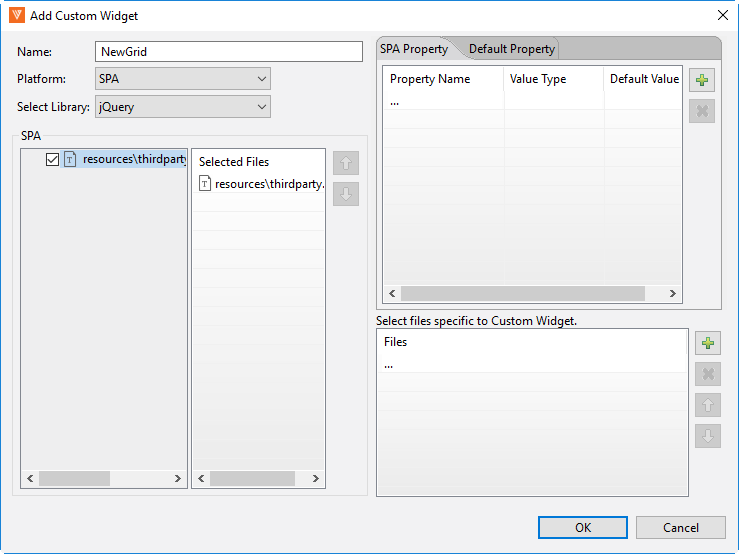 Add Custom Widget
Name: NewGrid
Platform: SPA
Select Library: jQuery
SPA
resources\thirdparty
Selected Files
resources\thirdparty.
SPA Property Default Property
Property Name Value Type Default Value
...
Select files specific to Custom Widget.
Files
...
OK Cancel